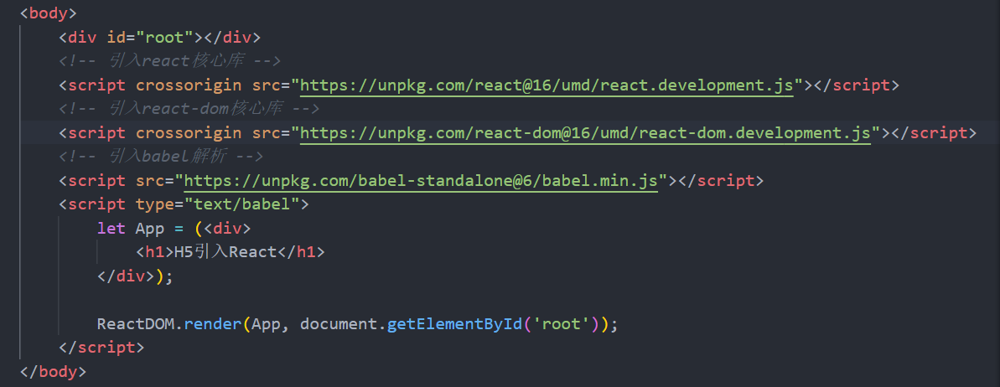 <body>
<div id="root"></div>
<!-- 引入react核心库 -->
<script crossorigin src="https://unpkg.com/react@16/umd/react.development.js"></script>
<!-- 引入react-dom核心库 -->
<script crossorigin src="https://unpkg.com/react-dom@16/umd/react-dom.development.js"></script>
<!-- 引入babel解析 -->
<script src="https://unpkg.com/babel-standalone@6/babel.min.js"></script>
<script type="text/babel">
let App = (<div>
<h1>H5引入React</h1>
</div>);
ReactDOM.render(App, document.getElementById('root'));
</script>
</body>